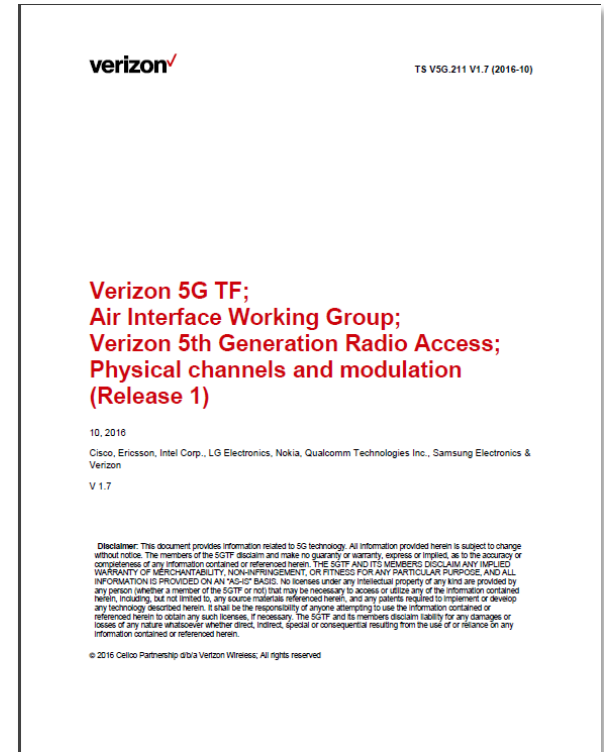 verizon✓
TS V5G.211 V1.7 (2016-10)
Verizon 5G TF;
Air Interface Working Group;
Verizon 5th Generation Radio Access;
Physical channels and modulation
(Release 1)
10, 2016
Cisco, Ericsson, Intel Corp., LG Electronics, Nokia, Qualcomm Technologies Inc., Samsung Electronics &
Verizon
V 1.7
Disclaimer: This document provides information related to 5G technology. All information provided herein is subject to change
without notice. The members of the 5GTF disclaim and make no guaranty or warranty, express or implied, as to the accuracy or
completeness of any information contained or referenced herein. THE 5GTF AND ITS MEMBERS DISCLAIM ANY IMPLIED
WARRANTY OF MERCHANTABILITY, NON-INFRINGEMENT, OR FITNESS FOR ANY PARTICULAR PURPOSE, AND ALL
INFORMATION IS PROVIDED ON AN "AS-IS" BASIS. No licenses under any intellectual property of any kind are provided by
any person (whether a member of the 5GTF or not) that may be necessary to access or utilize any of the information contained
herein, including, but not limited to, any source materials referenced herein, and any patents required to implement or develop
any technology described herein. It shall be the responsibility of anyone attempting to use the information contained or
referenced herein to obtain any such licenses, if necessary. The 5GTF and its members disclaim liability for any damages or
losses of any nature whatsoever whether direct, indirect, special or consequential resulting from the use of or reliance on any
information contained or referenced herein.
© 2016 Cellco Partnership d/b/a Verizon Wireless; All rights reserved